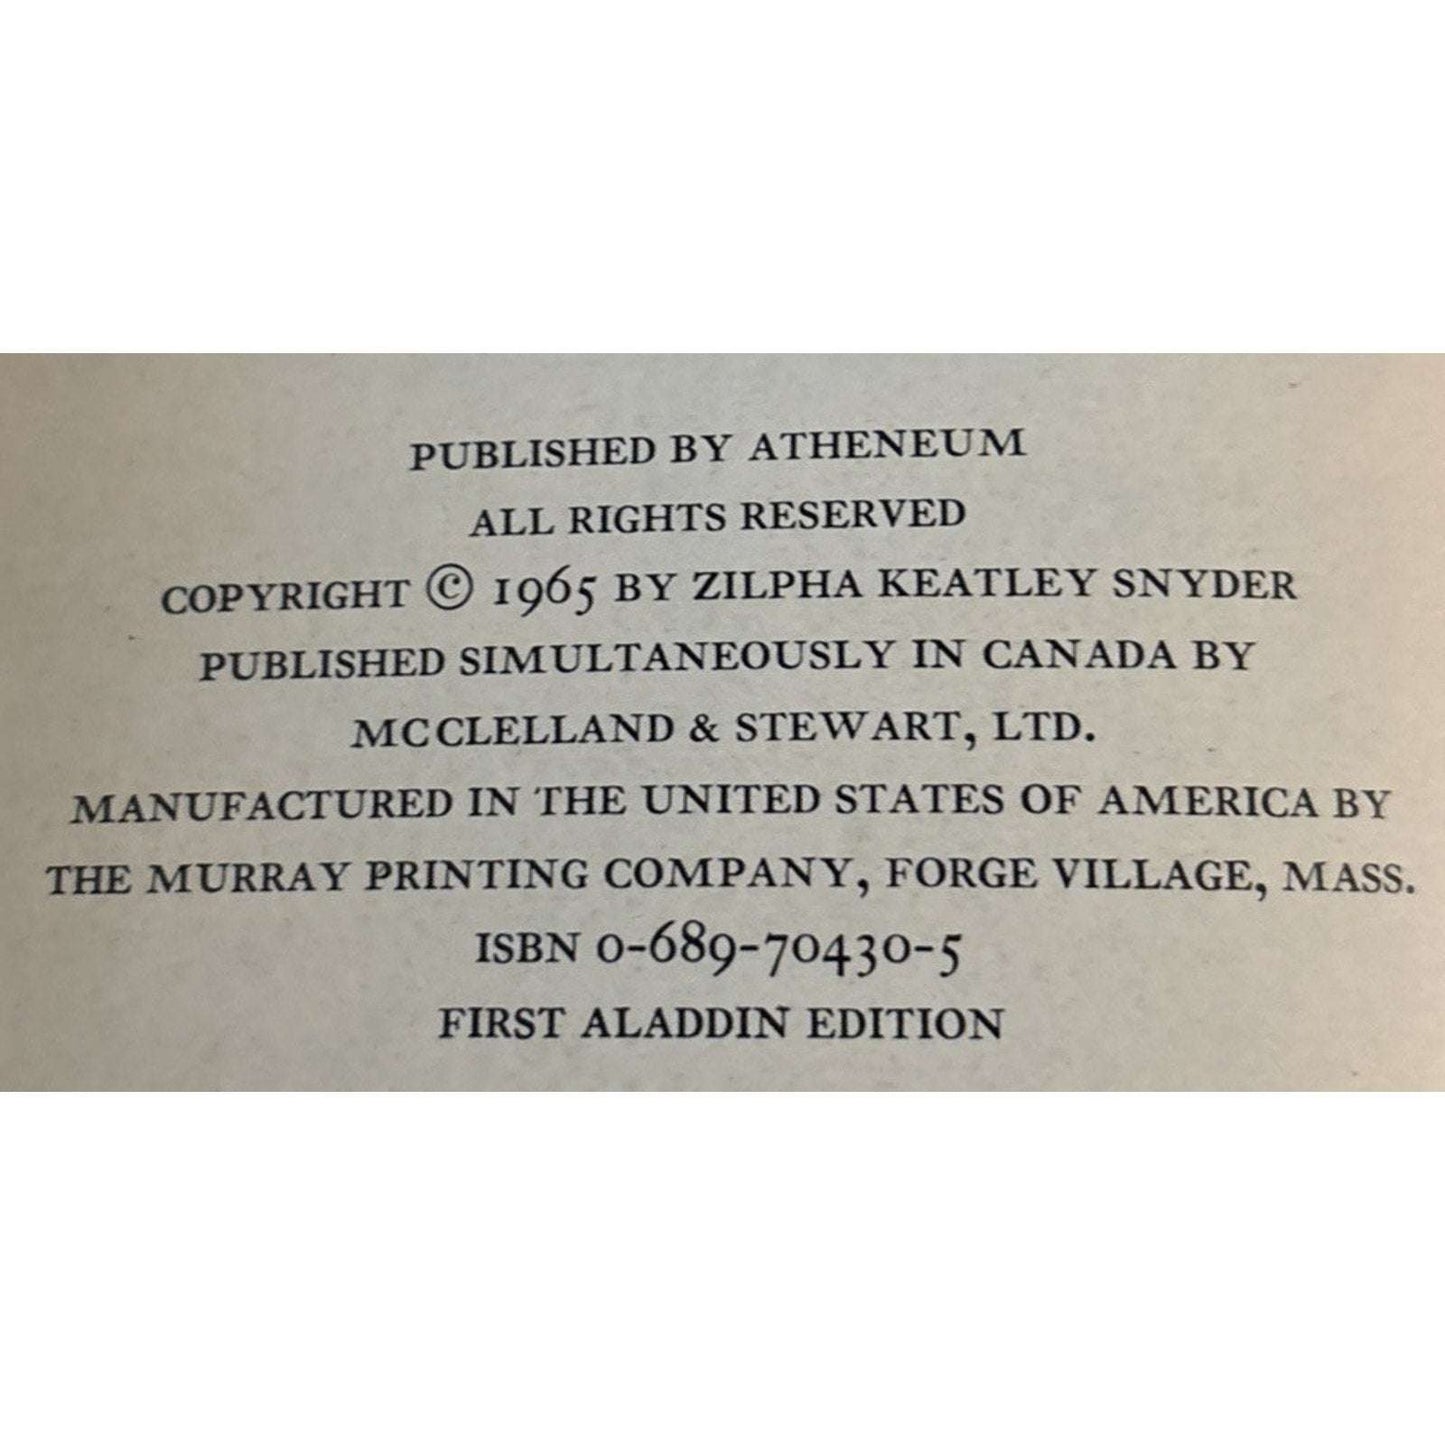 PUBLISHED BY ATHENEUM
ALL RIGHTS RESERVED
COPYRIGHT © 1965 BY ZILPHA KEATLEY SNYDER
PUBLISHED SIMULTANEOUSLY IN CANADA BY
MCCLELLAND & STEWART, LTD.
MANUFACTURED IN THE UNITED STATES OF AMERICA BY
THE MURRAY PRINTING COMPANY, FORGE VILLAGE, MASS.
ISBN 0-689-70430-5
FIRST ALADDIN EDITION